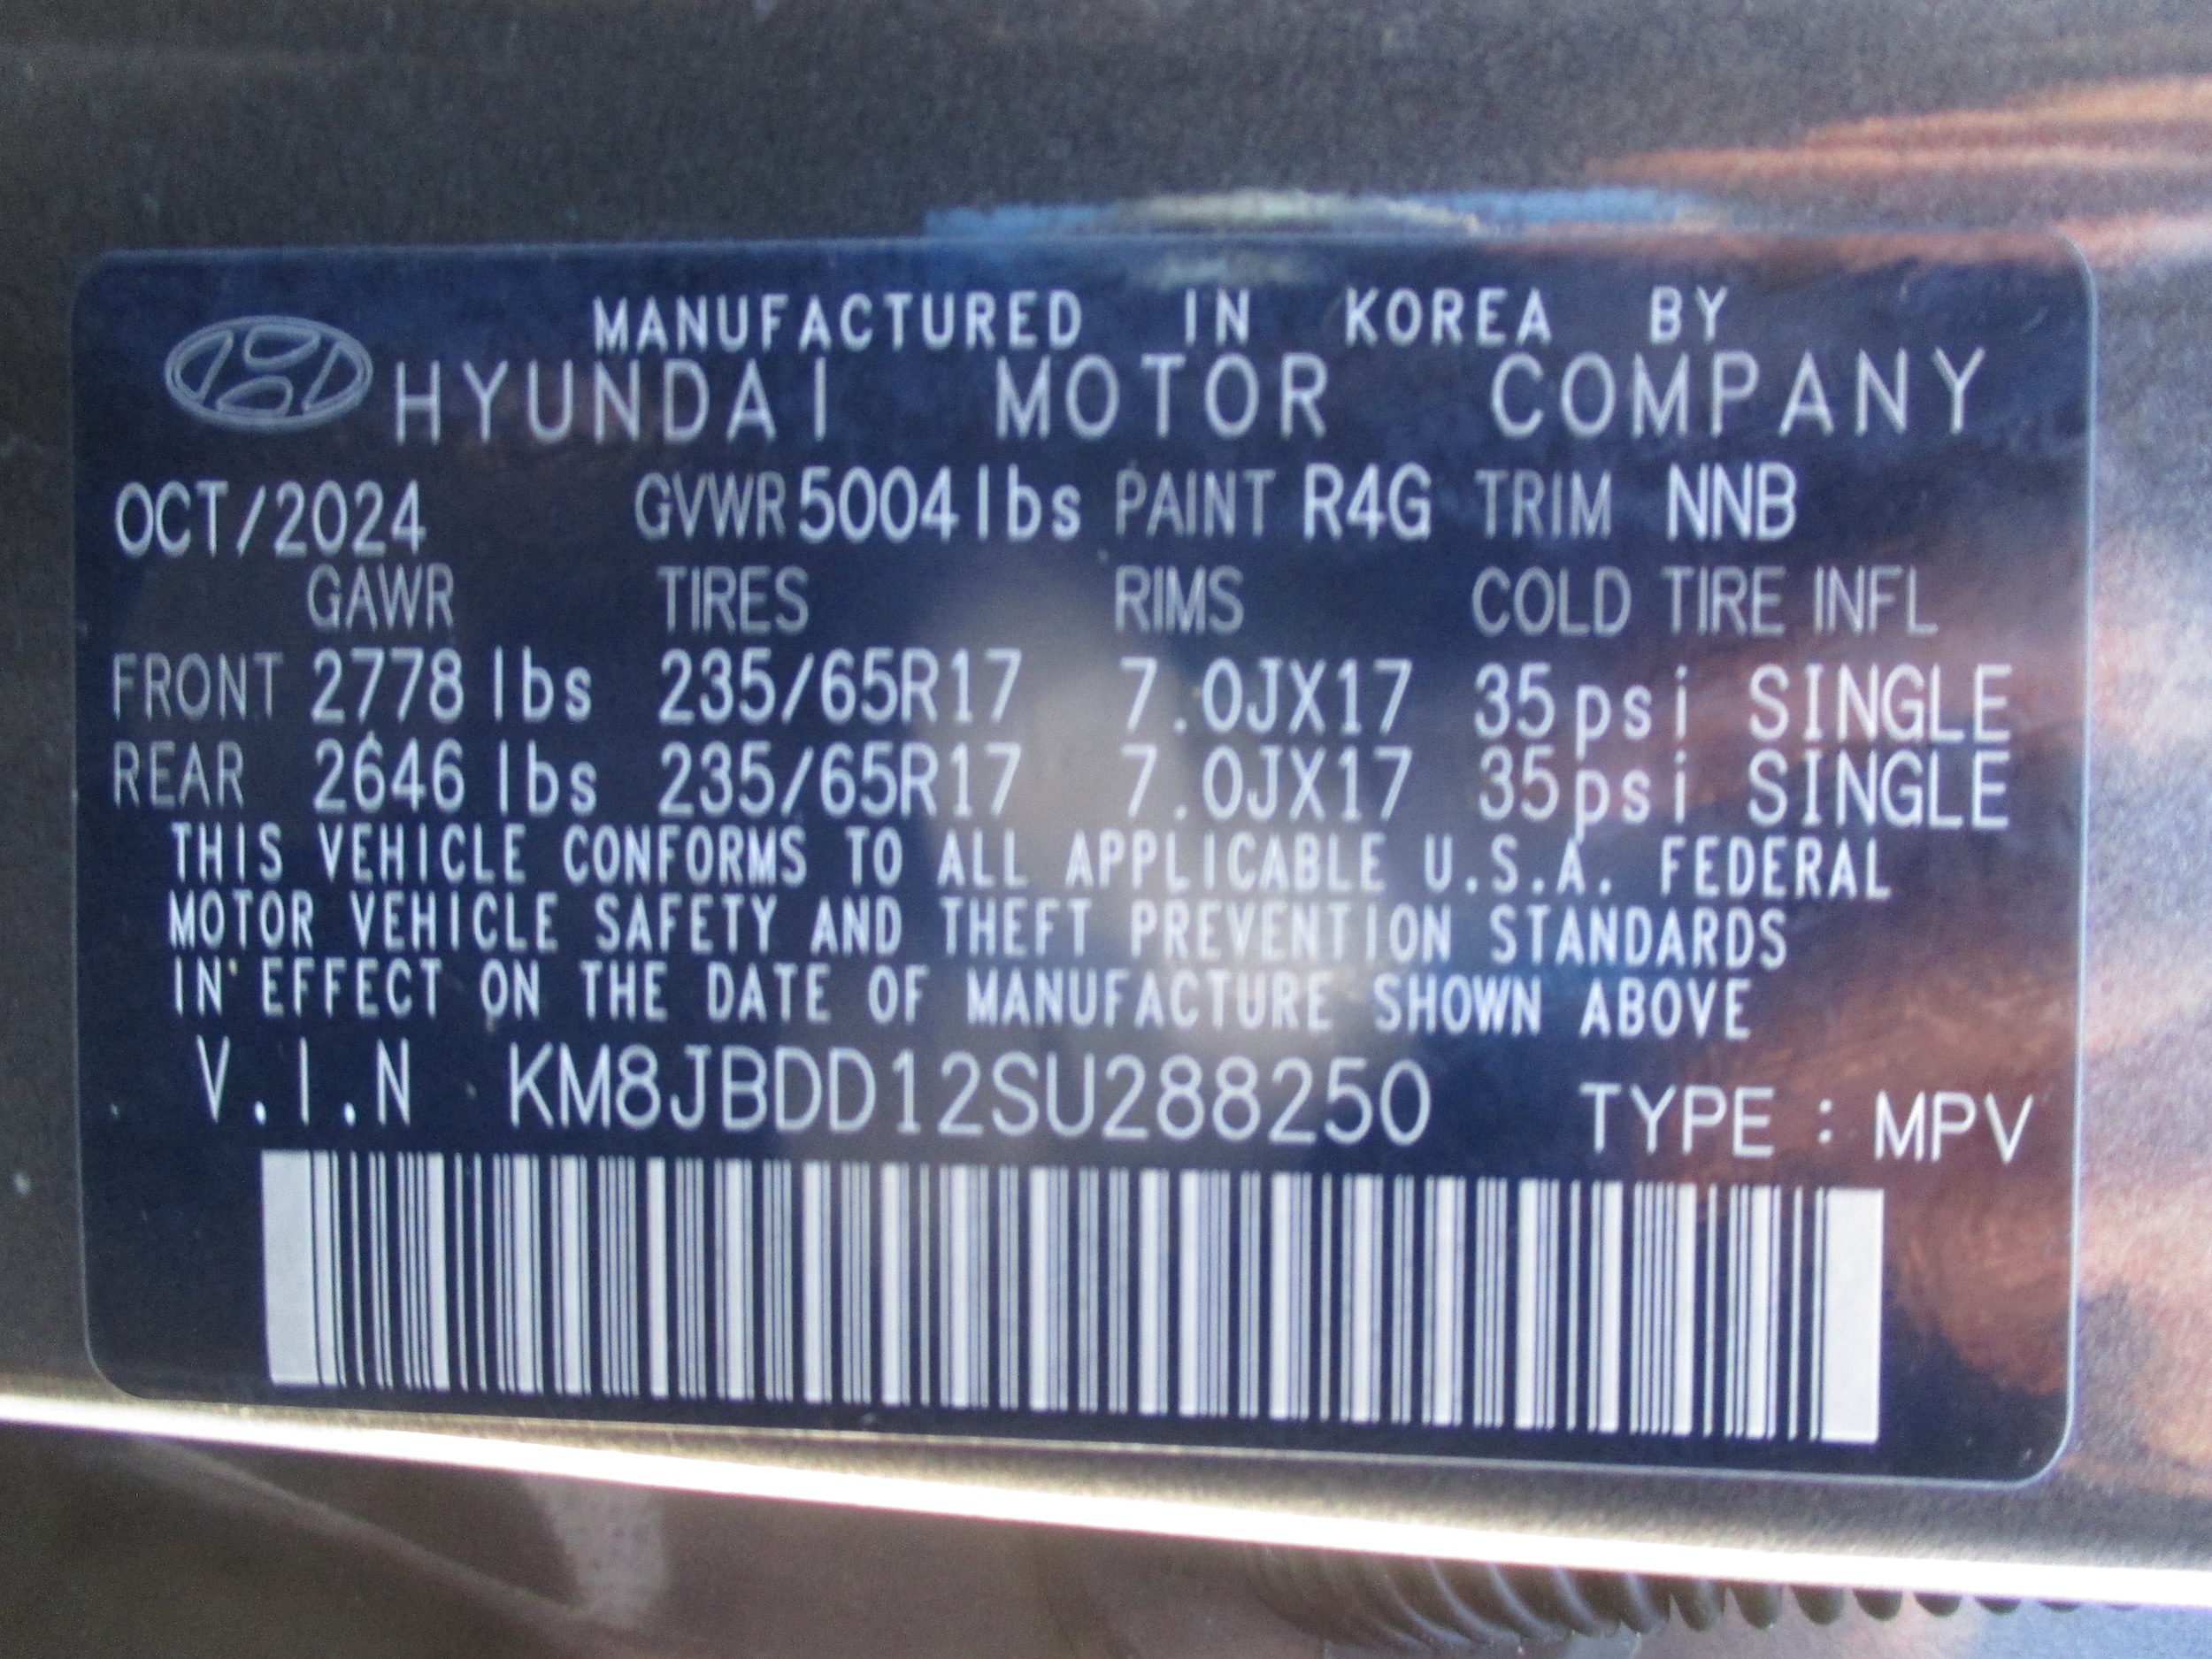 MANUFACTURED IN KOREA BY
HYUNDAI MOTOR COMPANY
OCT/2024 GVWR 5004lbs PAINT R4G TRIM NNB
GAWR TIRES RIMS COLD TIRE INFL
FRONT 2778 lbs 235/65R17 7.0JX17 35psi SINGLE
REAR 2646 lbs 235/65R17 7.0JX17 35psi SINGLE
THIS VEHICLE CONFORMS TO ALL APPLICABLE U.S.A. FEDERAL
MOTOR VEHICLE SAFETY AND THEFT PREVENTION STANDARDS
IN EFFECT ON THE DATE OF MANUFACTURE SHOWN ABOVE
V.I.N KM8JBDD12SU288250 TYPE : MPV